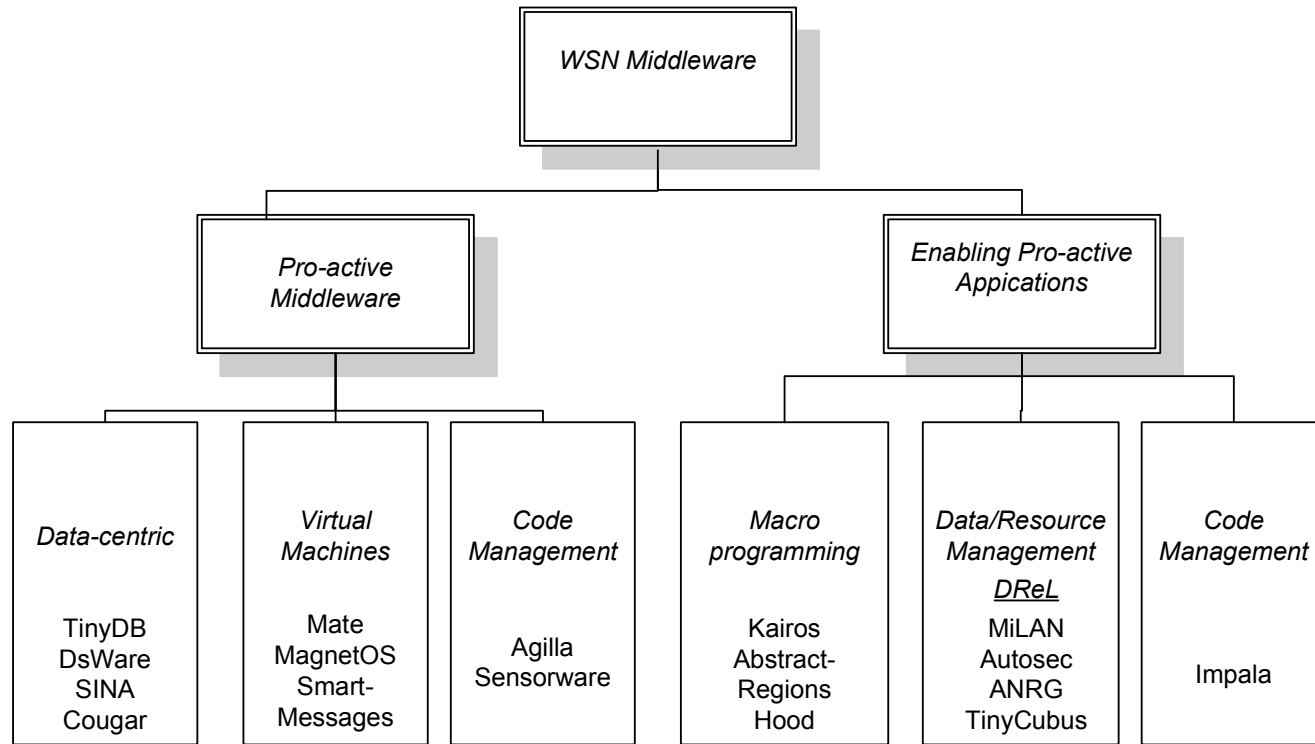 WSN Middleware
Pro-active
Middleware
Enabling Pro-active
Appications
Data-centric
TinyDB
DsWare
SINA
Cougar
Virtual
Machines
Mate
MagnetOS
Smart-
Messages
Code
Management
Agilla
Sensorware
Macro
programming
Kairos
Abstract-
Regions
Hood
Data/Resource
Management
DReL
MiLAN
Autosec
ANRG
TinyCubus
Code
Management
Impala